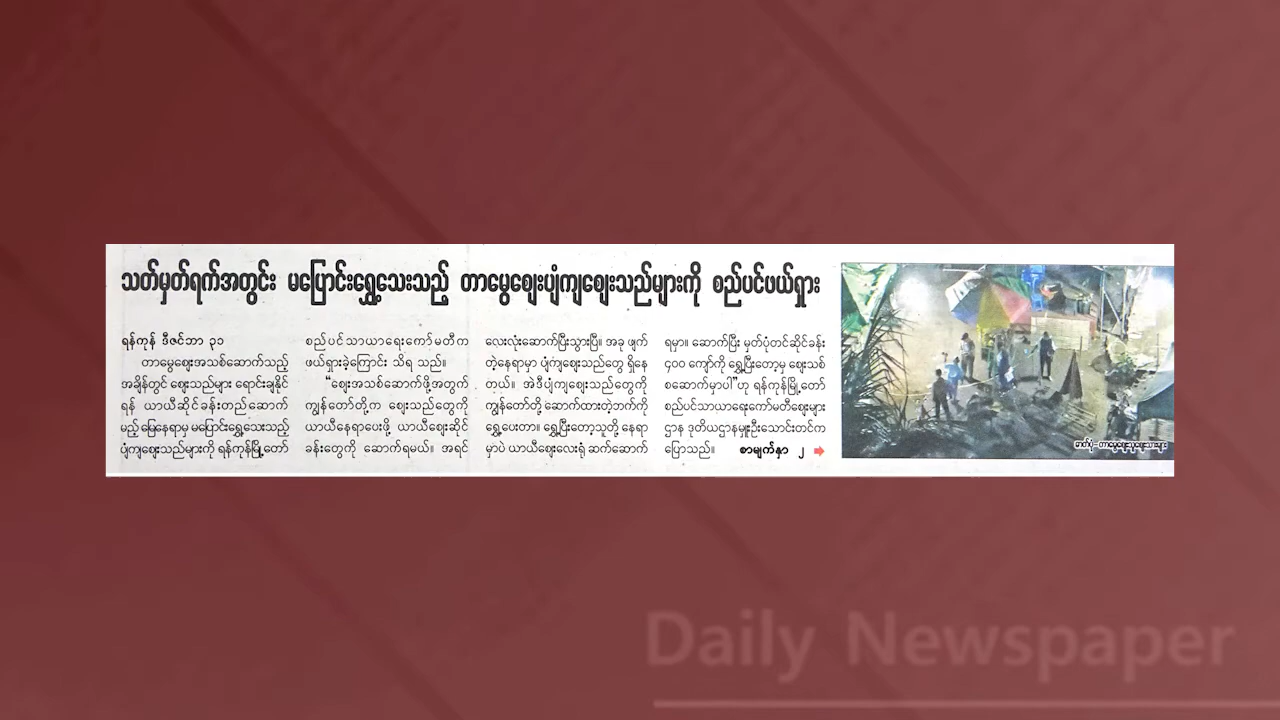 သတ်မှတ်ရက်အတွင်း မပြောင်းရွှေ့သေးသည့် တာမွေဈေးပျံကျဈေးသည်များကို စည်ပင်ဖယ်ရှား
ရန်ကုန် ဒီဇင်ဘာ ၃၁
တာမွေဈေးအသစ်ဆောက်သည့်
အချိန်တွင် ဈေးသည်များ ရောင်းချနိုင်
ရန် ယာယီဆိုင်ခန်းတည်ဆောက်
မည့်မြေနေရာမှ မပြောင်းရွှေ့သေးသည့်
ပျံကျဈေးသည်များကို ရန်ကုန်မြို့တော်
စည်ပင်သာယာရေးကော်မတီက
ဖယ်ရှားခဲ့ကြောင်း သိရ သည်။
“ဈေးအသစ်ဆောက်ဖို့အတွက်
ကျွန်တော်တို့က ဈေးသည်တွေကို
ယာယီနေရာပေးဖို့ ယာယီဈေးဆိုင်
ခန်းတွေကို ဆောက်ရမယ်။ အရင်
လေးလုံးဆောက်ပြီးသွားပြီ။ အခု ဖျက်
တဲ့နေရာမှာ ပျံကျဈေးသည်တွေ ရှိနေ
တယ်။ အဲဒီပျံကျဈေးသည်တွေကို
ကျွန်တော်တို့ ဆောက်ထားတဲ့ဘက်ကို
ရွှေ့ပေးတာ။ ရွှေ့ပြီးတော့သူတို့ နေရာ
မှာပဲ ယာယီဈေးလေးရုံ ဆက်ဆောက်
ရမှာ။ ဆောက်ပြီး မှတ်ပုံတင်ဆိုင်ခန်း
၄၀၀ ကျော်ကို ရွှေ့ပြီးတော့မှ ဈေးသစ်
စဆောက်မှာပါ”ဟု ရန်ကုန်မြို့တော်
စည်ပင်သာယာရေးကော်မတီဈေးများ
ဌာန ဒုတိယဌာနမှူးဦးသောင်းတင်က
ပြောသည်။ စာမျက်နှာ ၂
ဓာတ်ပုံ-တာမွေဈေးသူဈေးသားများ
Daily Newspaper